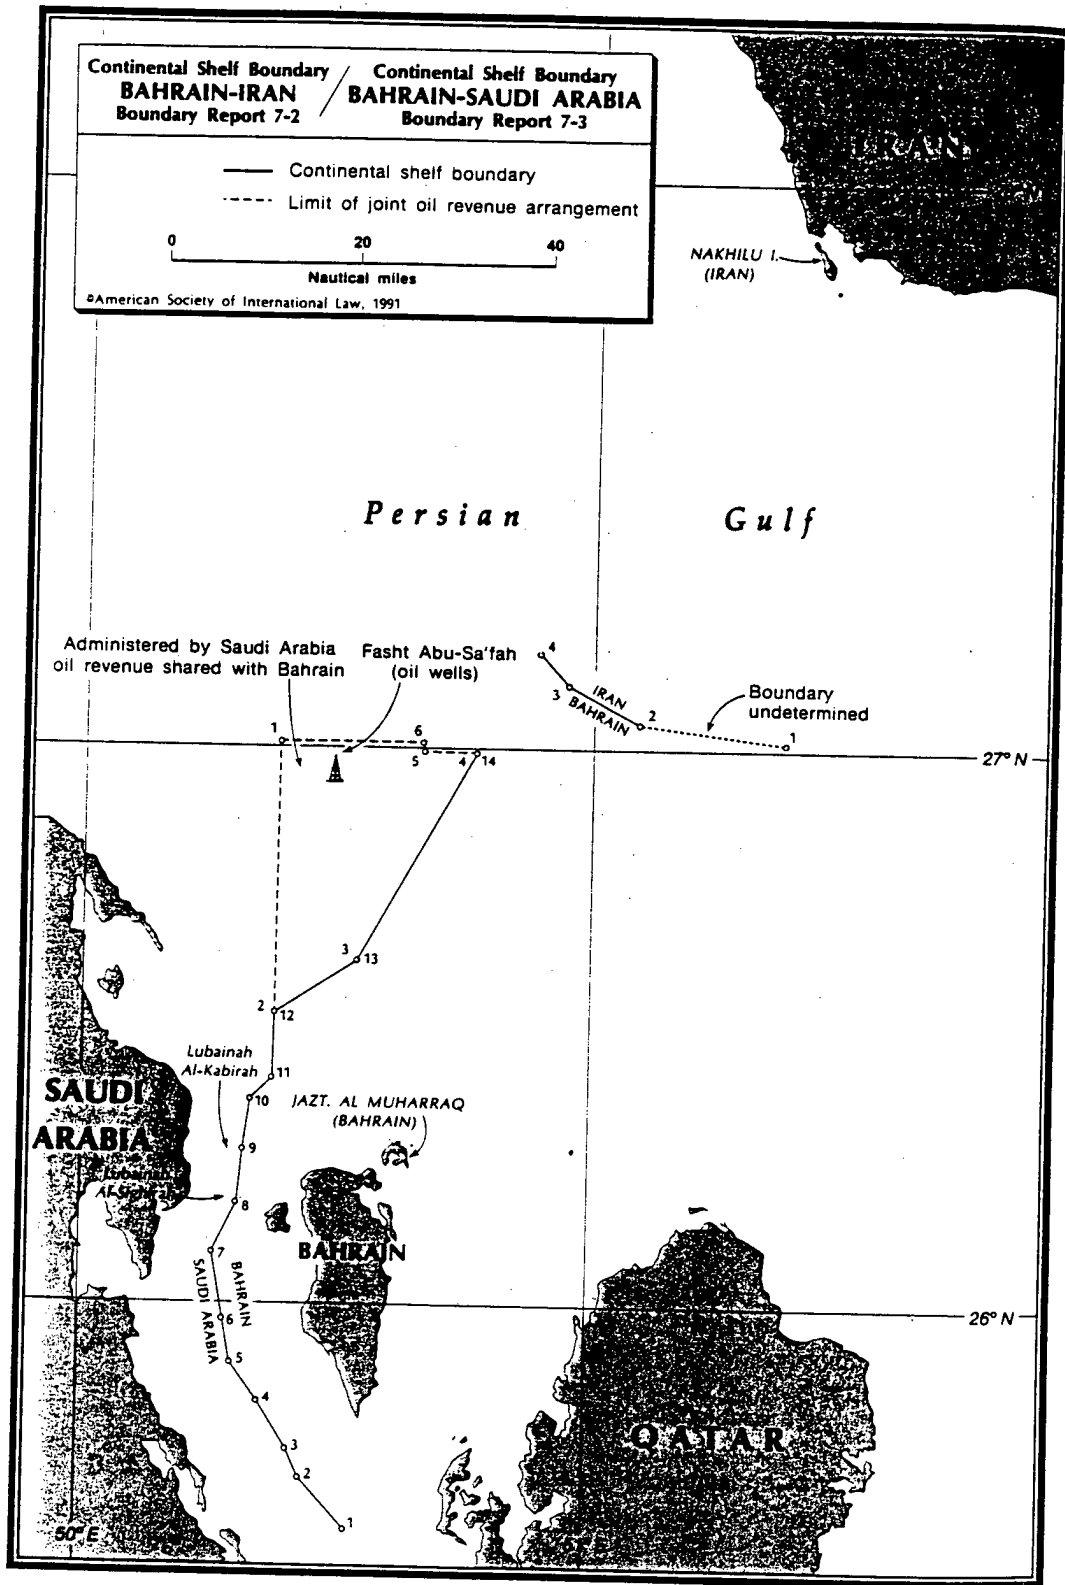 Continental Shelf Boundary
BAHRAIN-IRAN
Boundary Report 7-2
/
Continental Shelf Boundary
BAHRAIN-SAUDI ARABIA
Boundary Report 7-3
Continental shelf boundary
Limit of joint oil revenue arrangement
0 20 40
Nautical miles
©American Society of International Law, 1991
IRAN
NAKHILU I.
(IRAN)
Persian Gulf
Administered by Saudi Arabia
oil revenue shared with Bahrain
Fasht Abu-Sa'fah
(oil wells)
4
3
IRAN
BAHRAIN
2
Boundary
undetermined
1
1
6
5
4
14
27° N
3
13
2
12
Lubainah
Al-Kabirah
11
10
JAZT. AL MUHARRAQ
(BAHRAIN)
SAUDI
ARABIA
9
Lubainah
Al-Sighirah
8
7
BAHRAIN
BAHRAIN
SAUDI ARABIA
6
26° N
5
4
3
QATAR
2
1
50° E